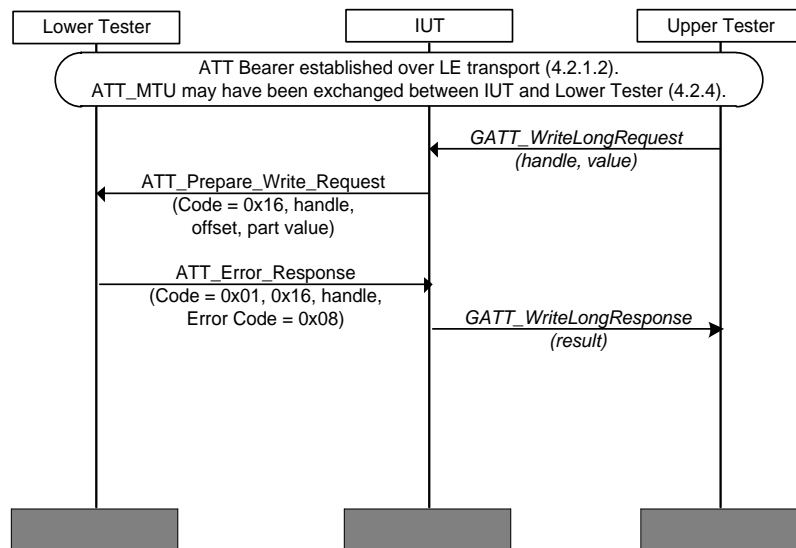 Lower Tester
IUT
Upper Tester
ATT Bearer established over LE transport (4.2.1.2).
ATT_MTU may have been exchanged between IUT and Lower Tester (4.2.4).
GATT_WriteLongRequest
(handle, value)
ATT_Prepare_Write_Request
(Code = 0x16, handle,
offset, part value)
ATT_Error_Response
(Code = 0x01, 0x16, handle,
Error Code = 0x08)
GATT_WriteLongResponse
(result)